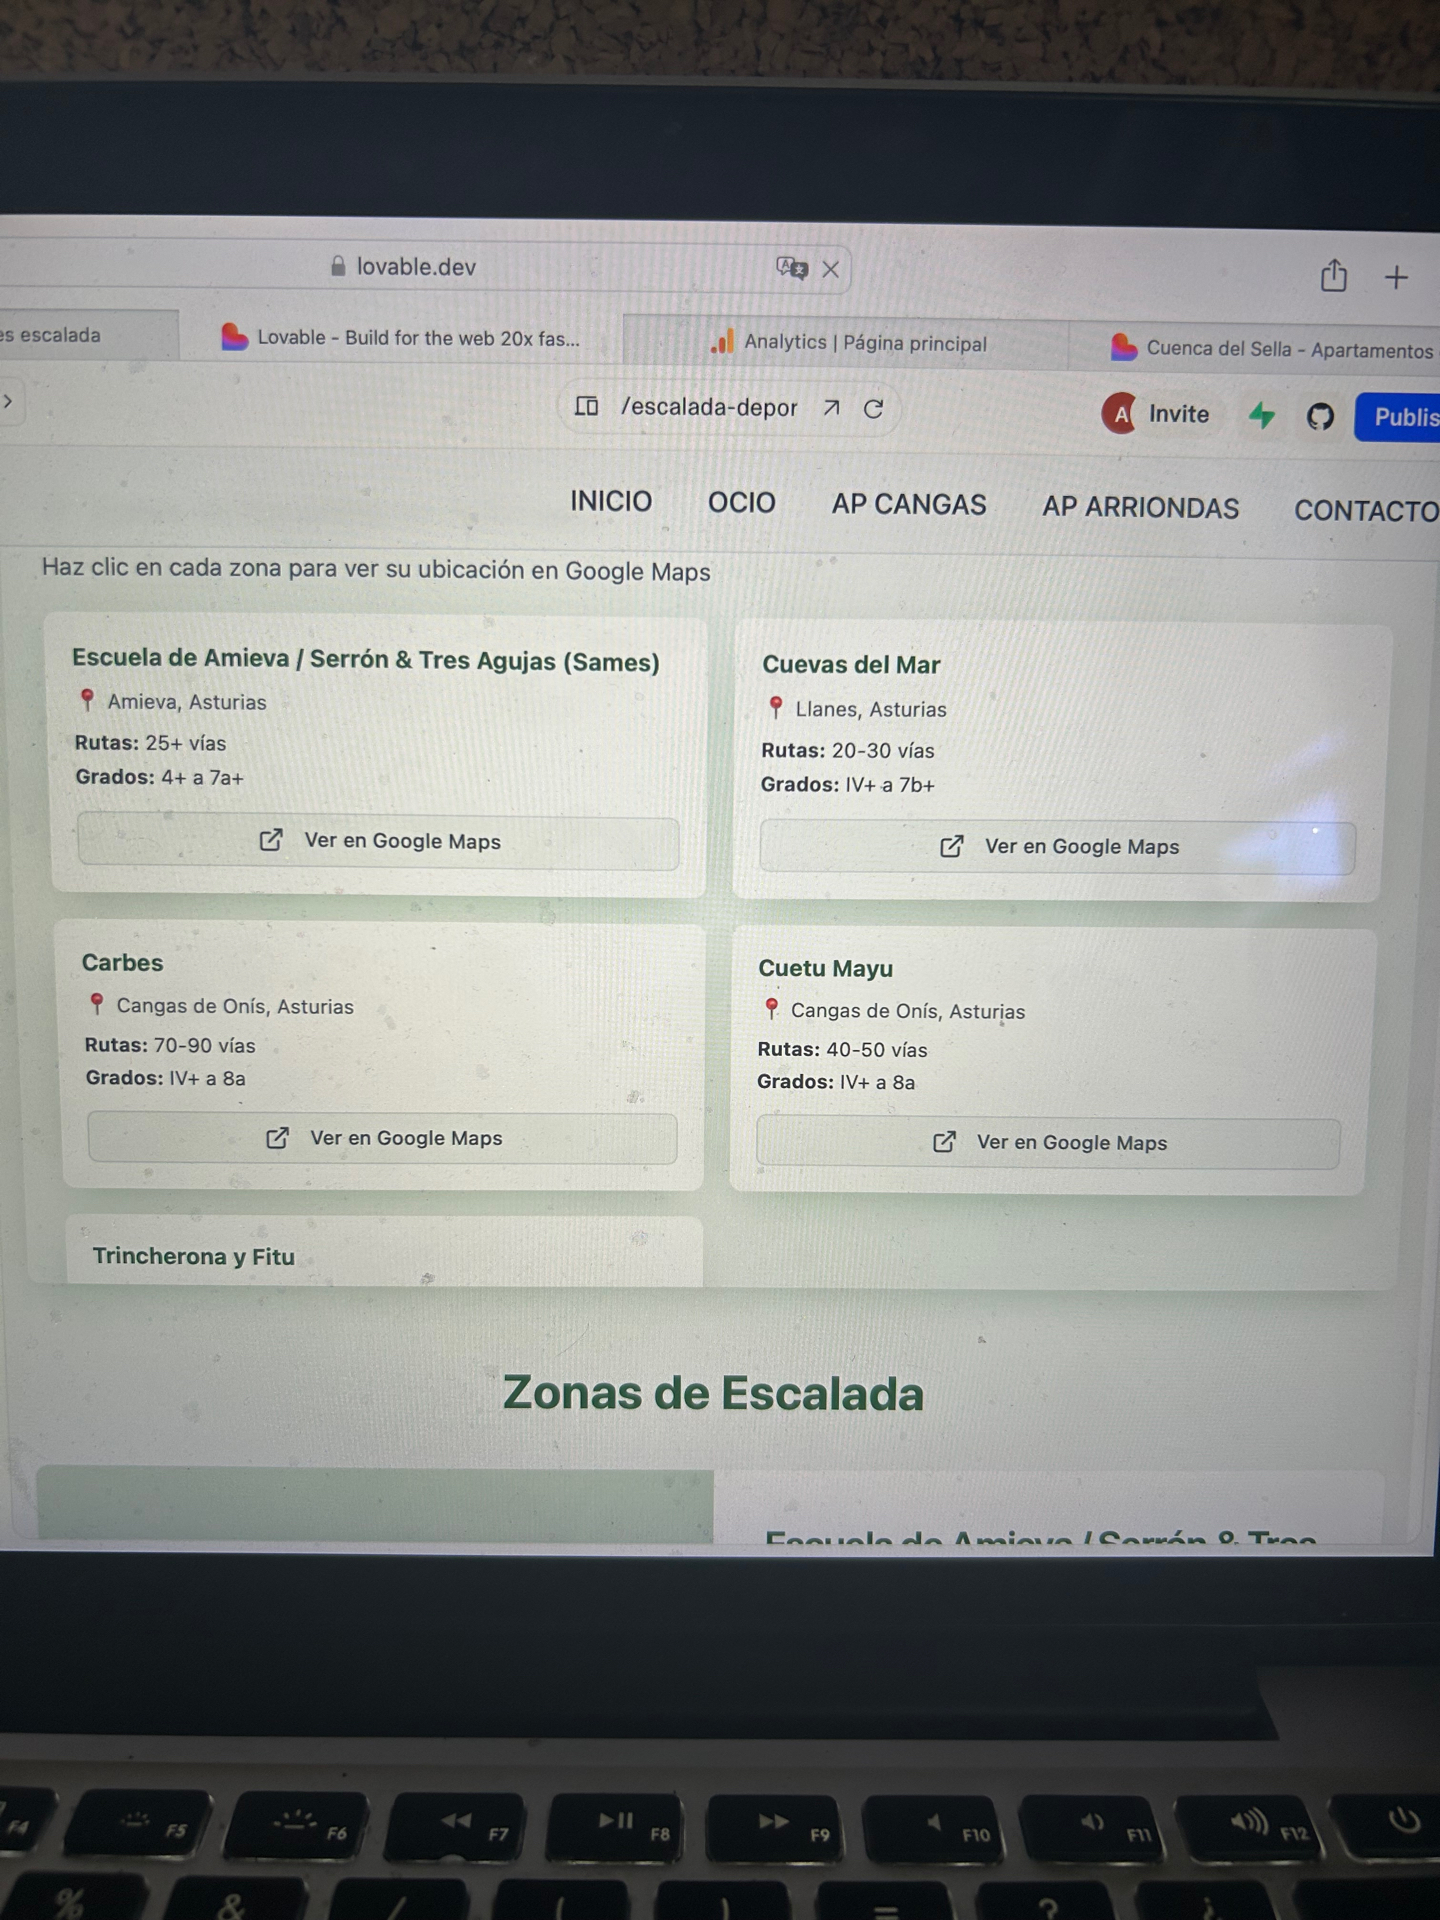 lovable.dev
es escalada
Lovable - Build for the web 20x fas...
Analytics | Página principal
Cuenca del Sella - Apartamentos
/escalada-depor
A
Invite
Publis
INICIO
OCIO
AP CANGAS
AP ARRIONDAS
CONTACTO
Haz clic en cada zona para ver su ubicación en Google Maps
Escuela de Amieva / Serrón & Tres Agujas (Sames)
Amieva, Asturias
Rutas: 25+ vías
Grados: 4+ a 7a+
Ver en Google Maps
Cuevas del Mar
Llanes, Asturias
Rutas: 20-30 vías
Grados: IV+ a 7b+
Ver en Google Maps
Carbes
Cangas de Onís, Asturias
Rutas: 70-90 vías
Grados: IV+ a 8a
Ver en Google Maps
Cuetu Mayu
Cangas de Onís, Asturias
Rutas: 40-50 vías
Grados: IV+ a 8a
Ver en Google Maps
Trincherona y Fitu
Zonas de Escalada
Escuela de Amieva / Serrón & Tres
F4
F5
F6
F7
F8
F9
F10
F11
F12
%
&
/
(
)
=
?
¿